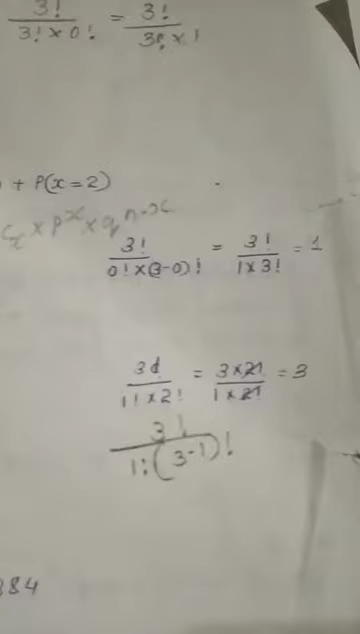 3!/(3!×0!) = 3!/(3!×1)
+ P(x=2)
Cx × p^x × q^n-x
3!/(0!×(3-0)!) = 3!/(1×3!) = 1
3!/(1!×2!) = (3×2!)/(1×2!) = 3
3!/(1!(3-1)!)
84